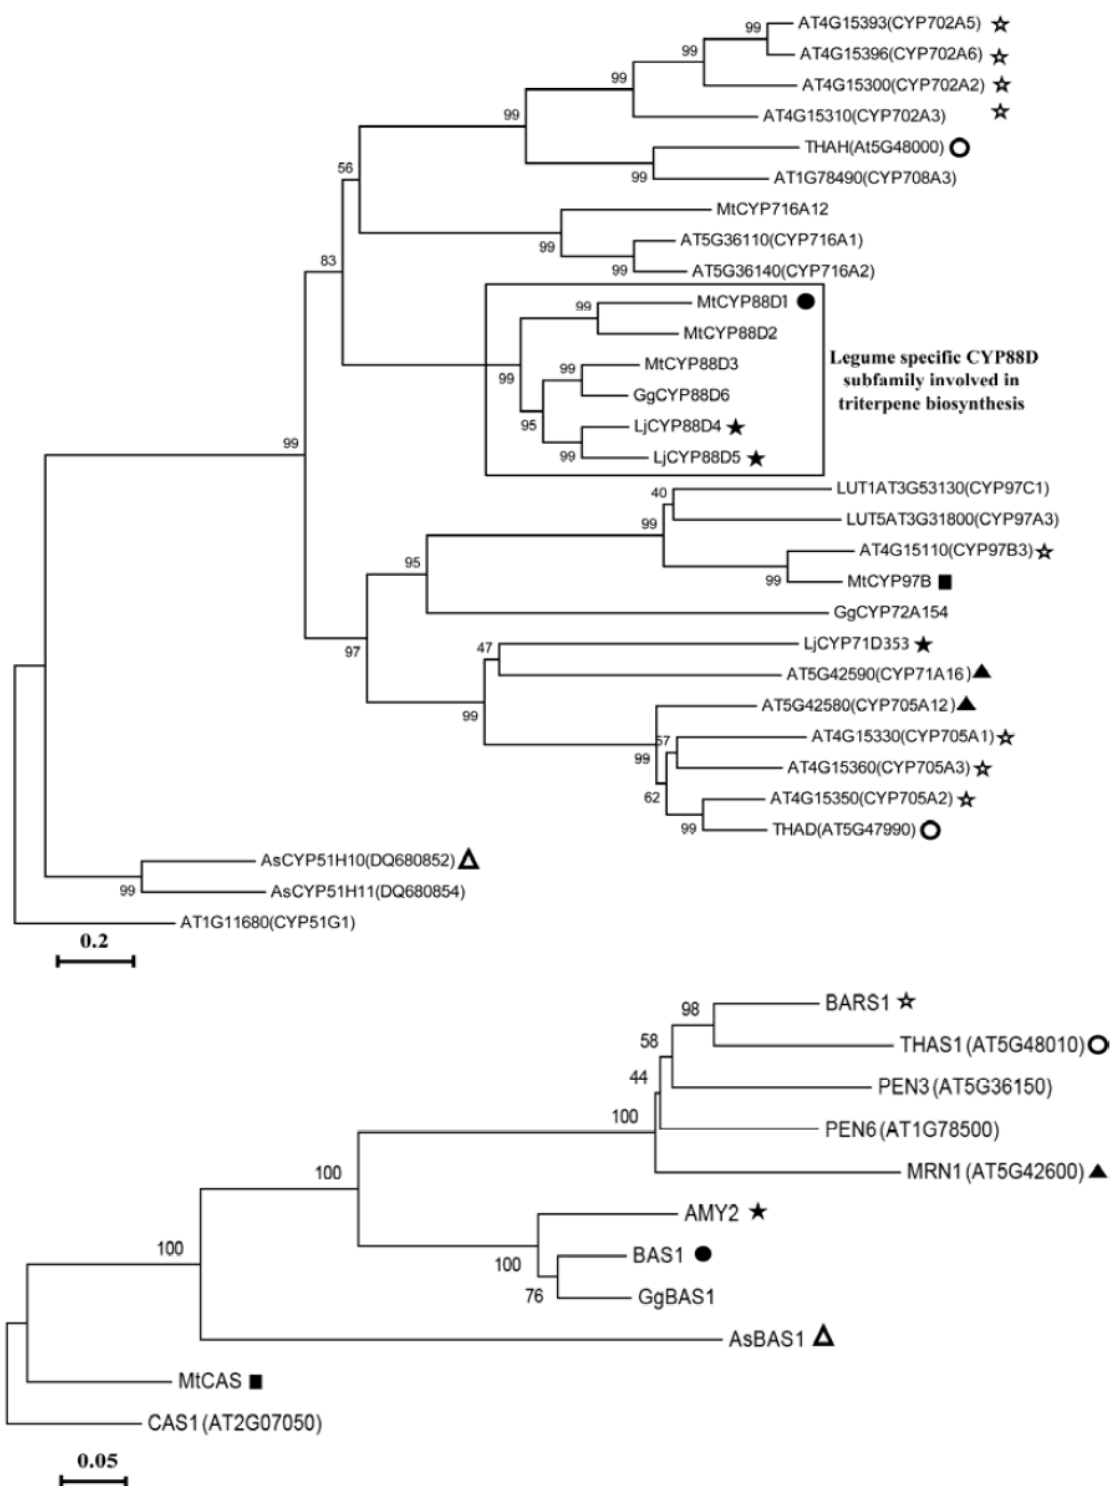 99
AT4G15393(CYP702A5)
99
AT4G15396(CYP702A6)
99
AT4G15300(CYP702A2)
99
AT4G15310(CYP702A3)
THAH(At5G48000)
56
99
AT1G78490(CYP708A3)
MtCYP716A12
83
99
AT5G36110(CYP716A1)
99
AT5G36140(CYP716A2)
99
MtCYP88D1
MtCYP88D2
99
99
MtCYP88D3
GgCYP88D6
95
LjCYP88D4
99
LjCYP88D5
Legume specific CYP88D
subfamily involved in
triterpene biosynthesis
99
40
LUT1AT3G53130(CYP97C1)
99
LUT5AT3G31800(CYP97A3)
95
AT4G15110(CYP97B3)
99
MtCYP97B
GgCYP72A154
97
47
LjCYP71D353
AT5G42590(CYP71A16)
99
AT5G42580(CYP705A12)
57
AT4G15330(CYP705A1)
99
AT4G15360(CYP705A3)
62
AT4G15350(CYP705A2)
99
THAD(AT5G47990)
AsCYP51H10(DQ680852)
99
AsCYP51H11(DQ680854)
AT1G11680(CYP51G1)
0.2
98
BARS1
58
THAS1(AT5G48010)
44
PEN3(AT5G36150)
100
PEN6(AT1G78500)
100
MRN1(AT5G42600)
AMY2
100
100
BAS1
76
GgBAS1
AsBAS1
MtCAS
CAS1(AT2G07050)
0.05